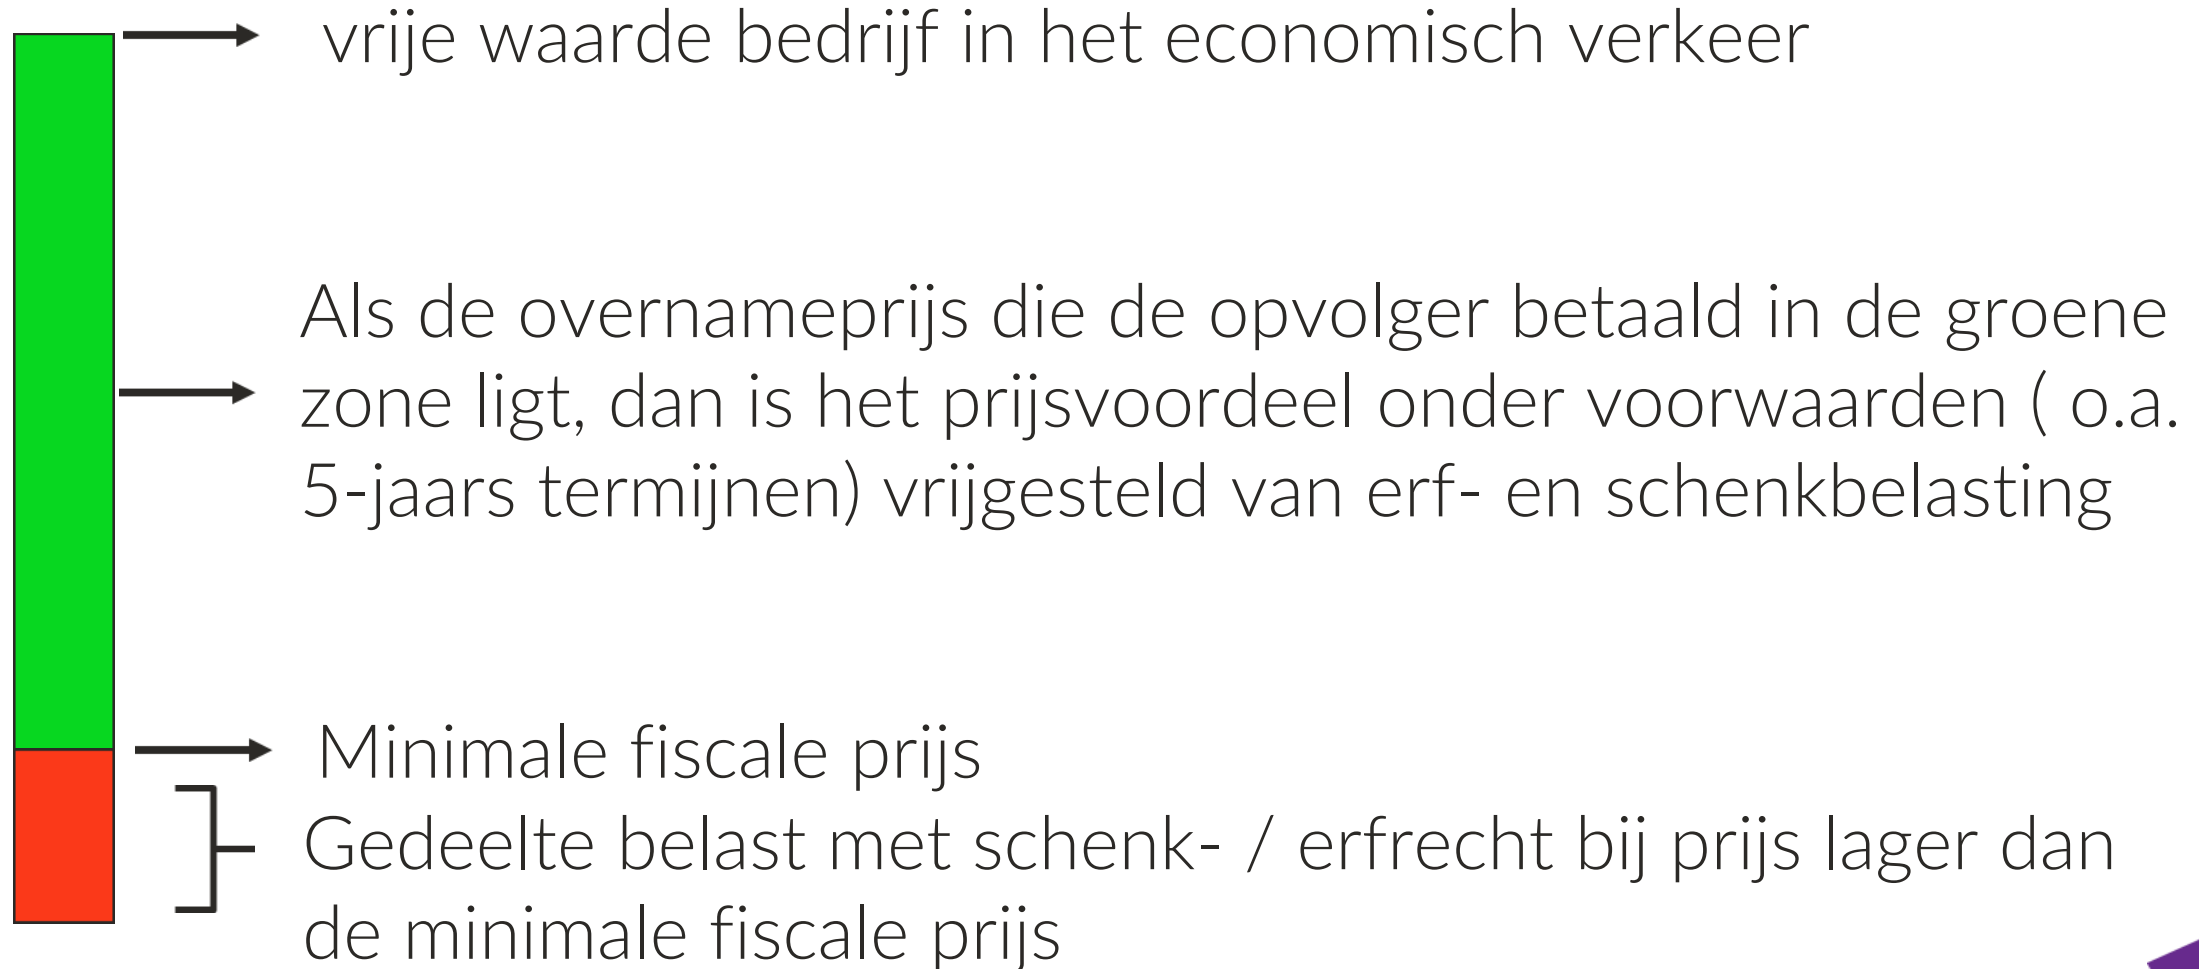 vrije waarde bedrijf in het economisch verkeer
Als de overnameprijs die de opvolger betaald in de groene
zone ligt, dan is het prijsvoordeel onder voorwaarden ( o.a.
5-jaars termijnen) vrijgesteld van erf- en schenkbelasting
Minimale fiscale prijs
Gedeelte belast met schenk- / erfrecht bij prijs lager dan
de minimale fiscale prijs